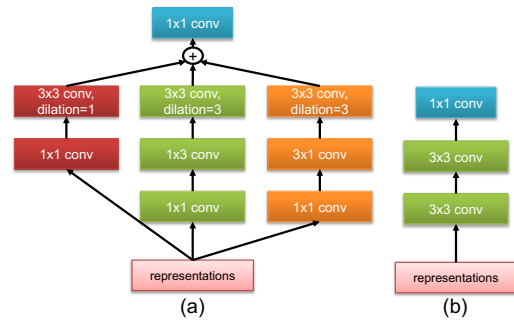 1x1 conv
+
3x3 conv,
dilation=1
3x3 conv,
dilation=3
3x3 conv,
dilation=3
1x1 conv
1x3 conv
3x1 conv
1x1 conv
1x1 conv
representations
(a)
1x1 conv
3x3 conv
3x3 conv
representations
(b)